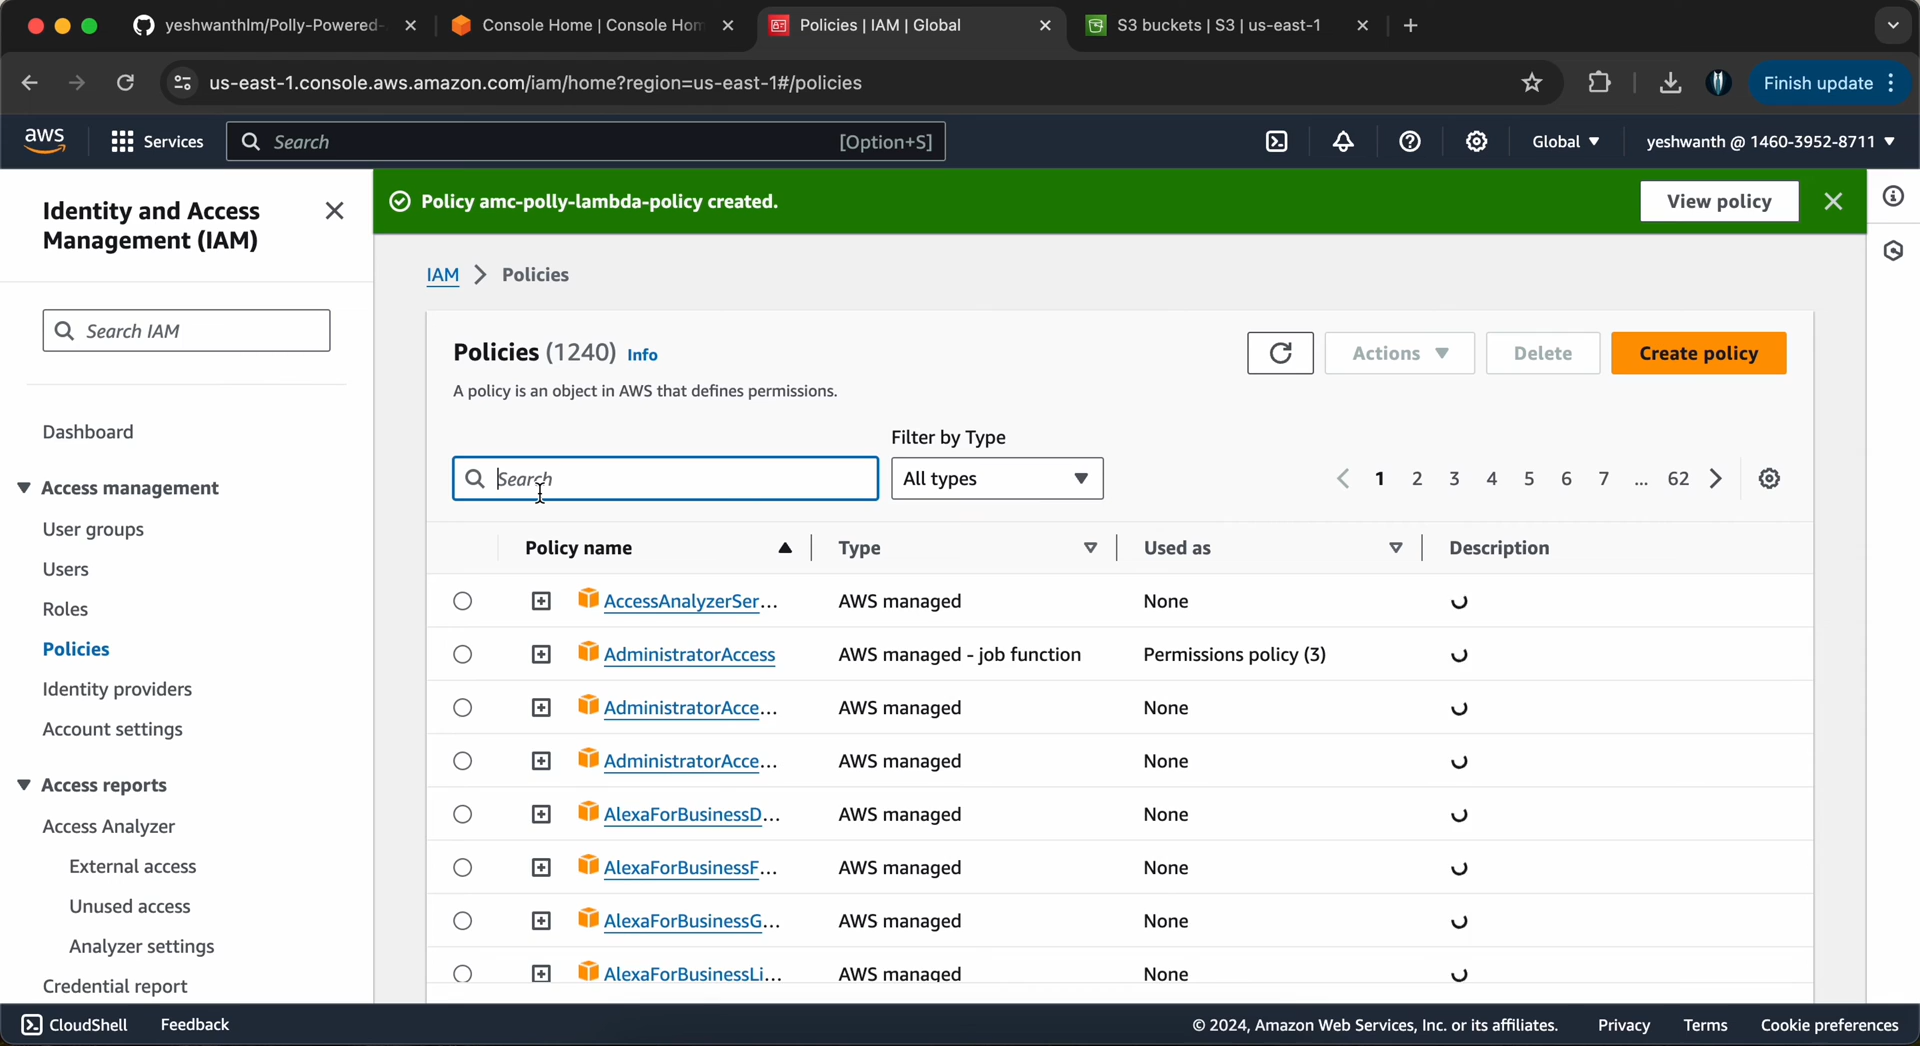 yeshwanthlm/Polly-Powered-
Console Home | Console Hom
Policies | IAM | Global
S3 buckets | S3 | us-east-1
us-east-1.console.aws.amazon.com/iam/home?region=us-east-1#/policies
Finish update
aws
Services
Search
[Option+S]
Global
yeshwanth @ 1460-3952-8711
Identity and Access
Management (IAM)
Policy amc-polly-lambda-policy created.
View policy
IAM > Policies
Search IAM
Policies (1240) Info
A policy is an object in AWS that defines permissions.
Actions
Delete
Create policy
Filter by Type
Search
All types
1 2 3 4 5 6 7 ... 62
Dashboard
Access management
User groups
Users
Roles
Policies
Identity providers
Account settings
Access reports
Access Analyzer
External access
Unused access
Analyzer settings
Credential report
Policy name Type Used as Description
AccessAnalyzerSer... AWS managed None
AdministratorAccess AWS managed - job function Permissions policy (3)
AdministratorAcce... AWS managed None
AdministratorAcce... AWS managed None
AlexaForBusinessD... AWS managed None
AlexaForBusinessF... AWS managed None
AlexaForBusinessG... AWS managed None
AlexaForBusinessLi... AWS managed None
CloudShell
Feedback
© 2024, Amazon Web Services, Inc. or its affiliates.
Privacy
Terms
Cookie preferences